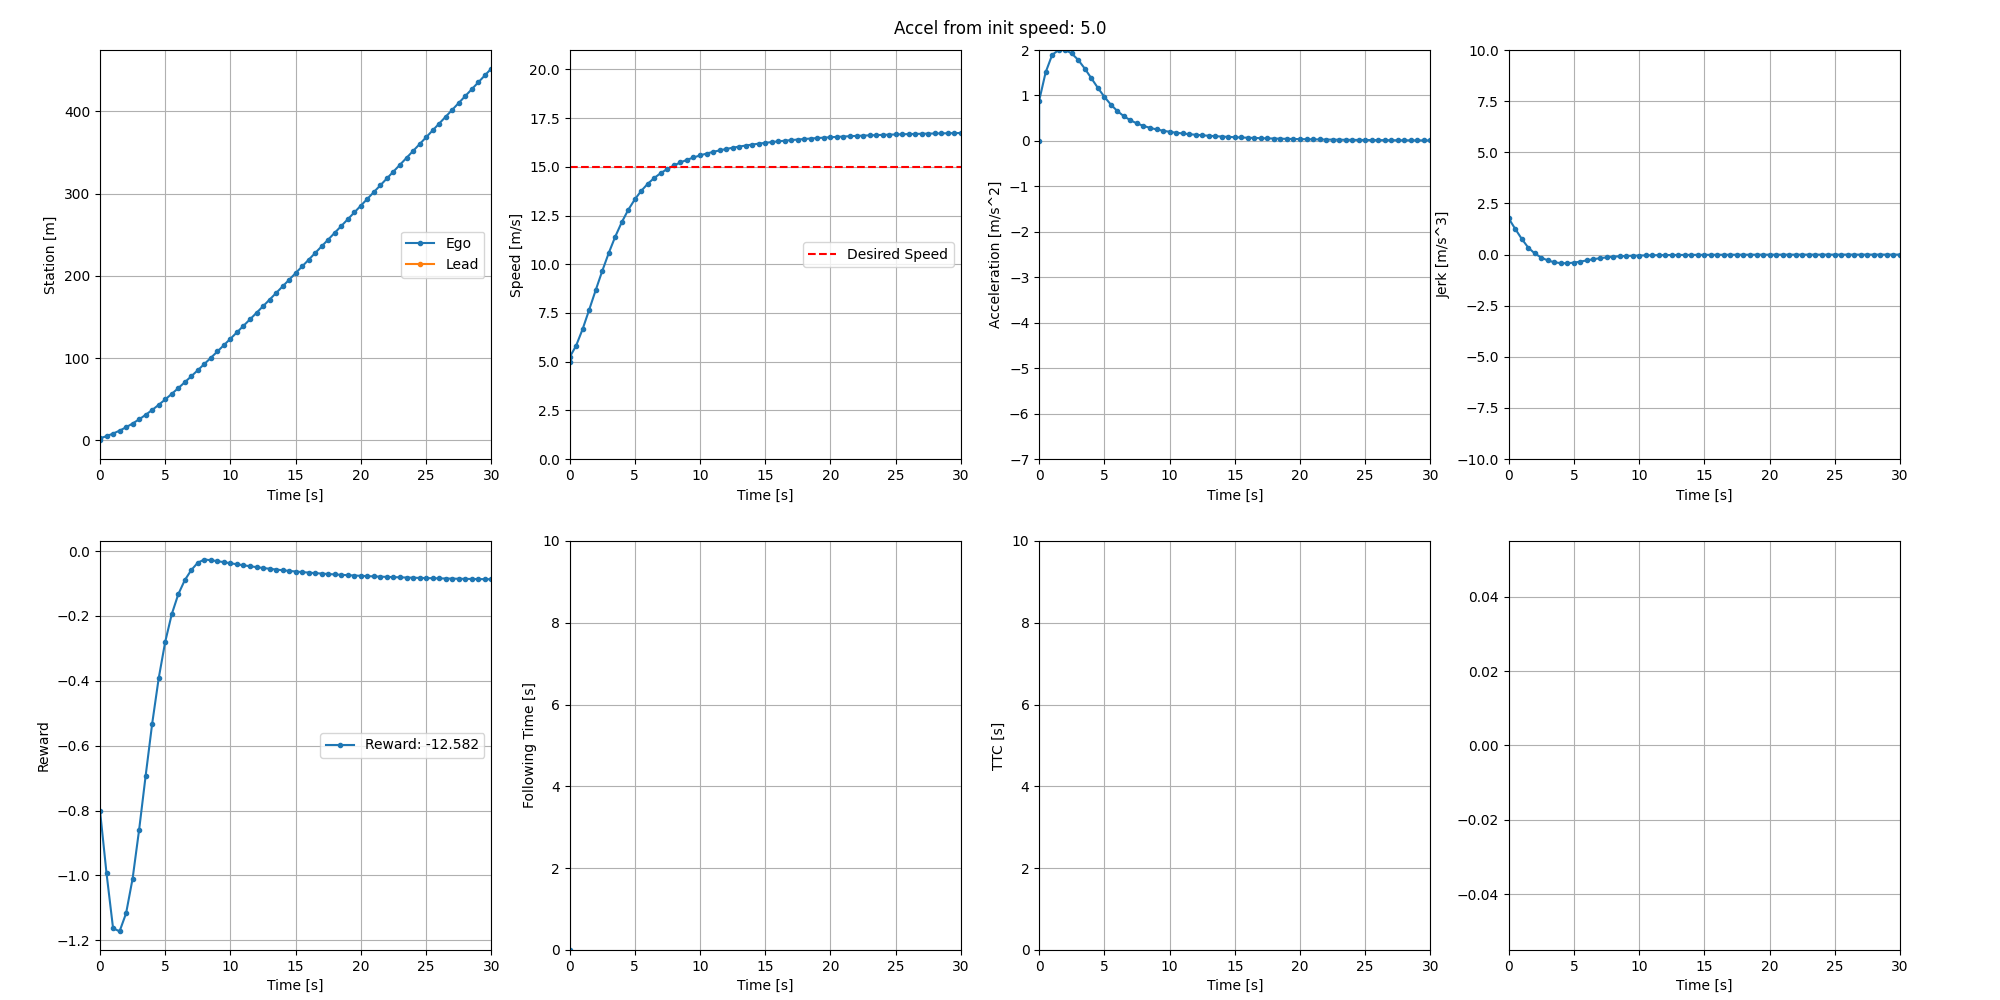 Accel from init speed: 5.0
400
300
200
100
0
Station [m]
Ego
Lead
0 5 10 15 20 25 30
Time [s]
20.0
17.5
15.0
12.5
10.0
7.5
5.0
2.5
0.0
Speed [m/s]
Desired Speed
0 5 10 15 20 25 30
Time [s]
2
1
0
−1
−2
−3
−4
−5
−6
−7
Acceleration [m/s^2]
0 5 10 15 20 25 30
Time [s]
10.0
7.5
5.0
2.5
0.0
−2.5
−5.0
−7.5
−10.0
Jerk [m/s^3]
0 5 10 15 20 25 30
Time [s]
0.0
−0.2
−0.4
−0.6
−0.8
−1.0
−1.2
Reward
Reward: -12.582
0 5 10 15 20 25 30
Time [s]
10
8
6
4
2
0
Following Time [s]
0 5 10 15 20 25 30
Time [s]
10
8
6
4
2
0
TTC [s]
0 5 10 15 20 25 30
Time [s]
0.04
0.02
0.00
−0.02
−0.04
0 5 10 15 20 25 30
Time [s]